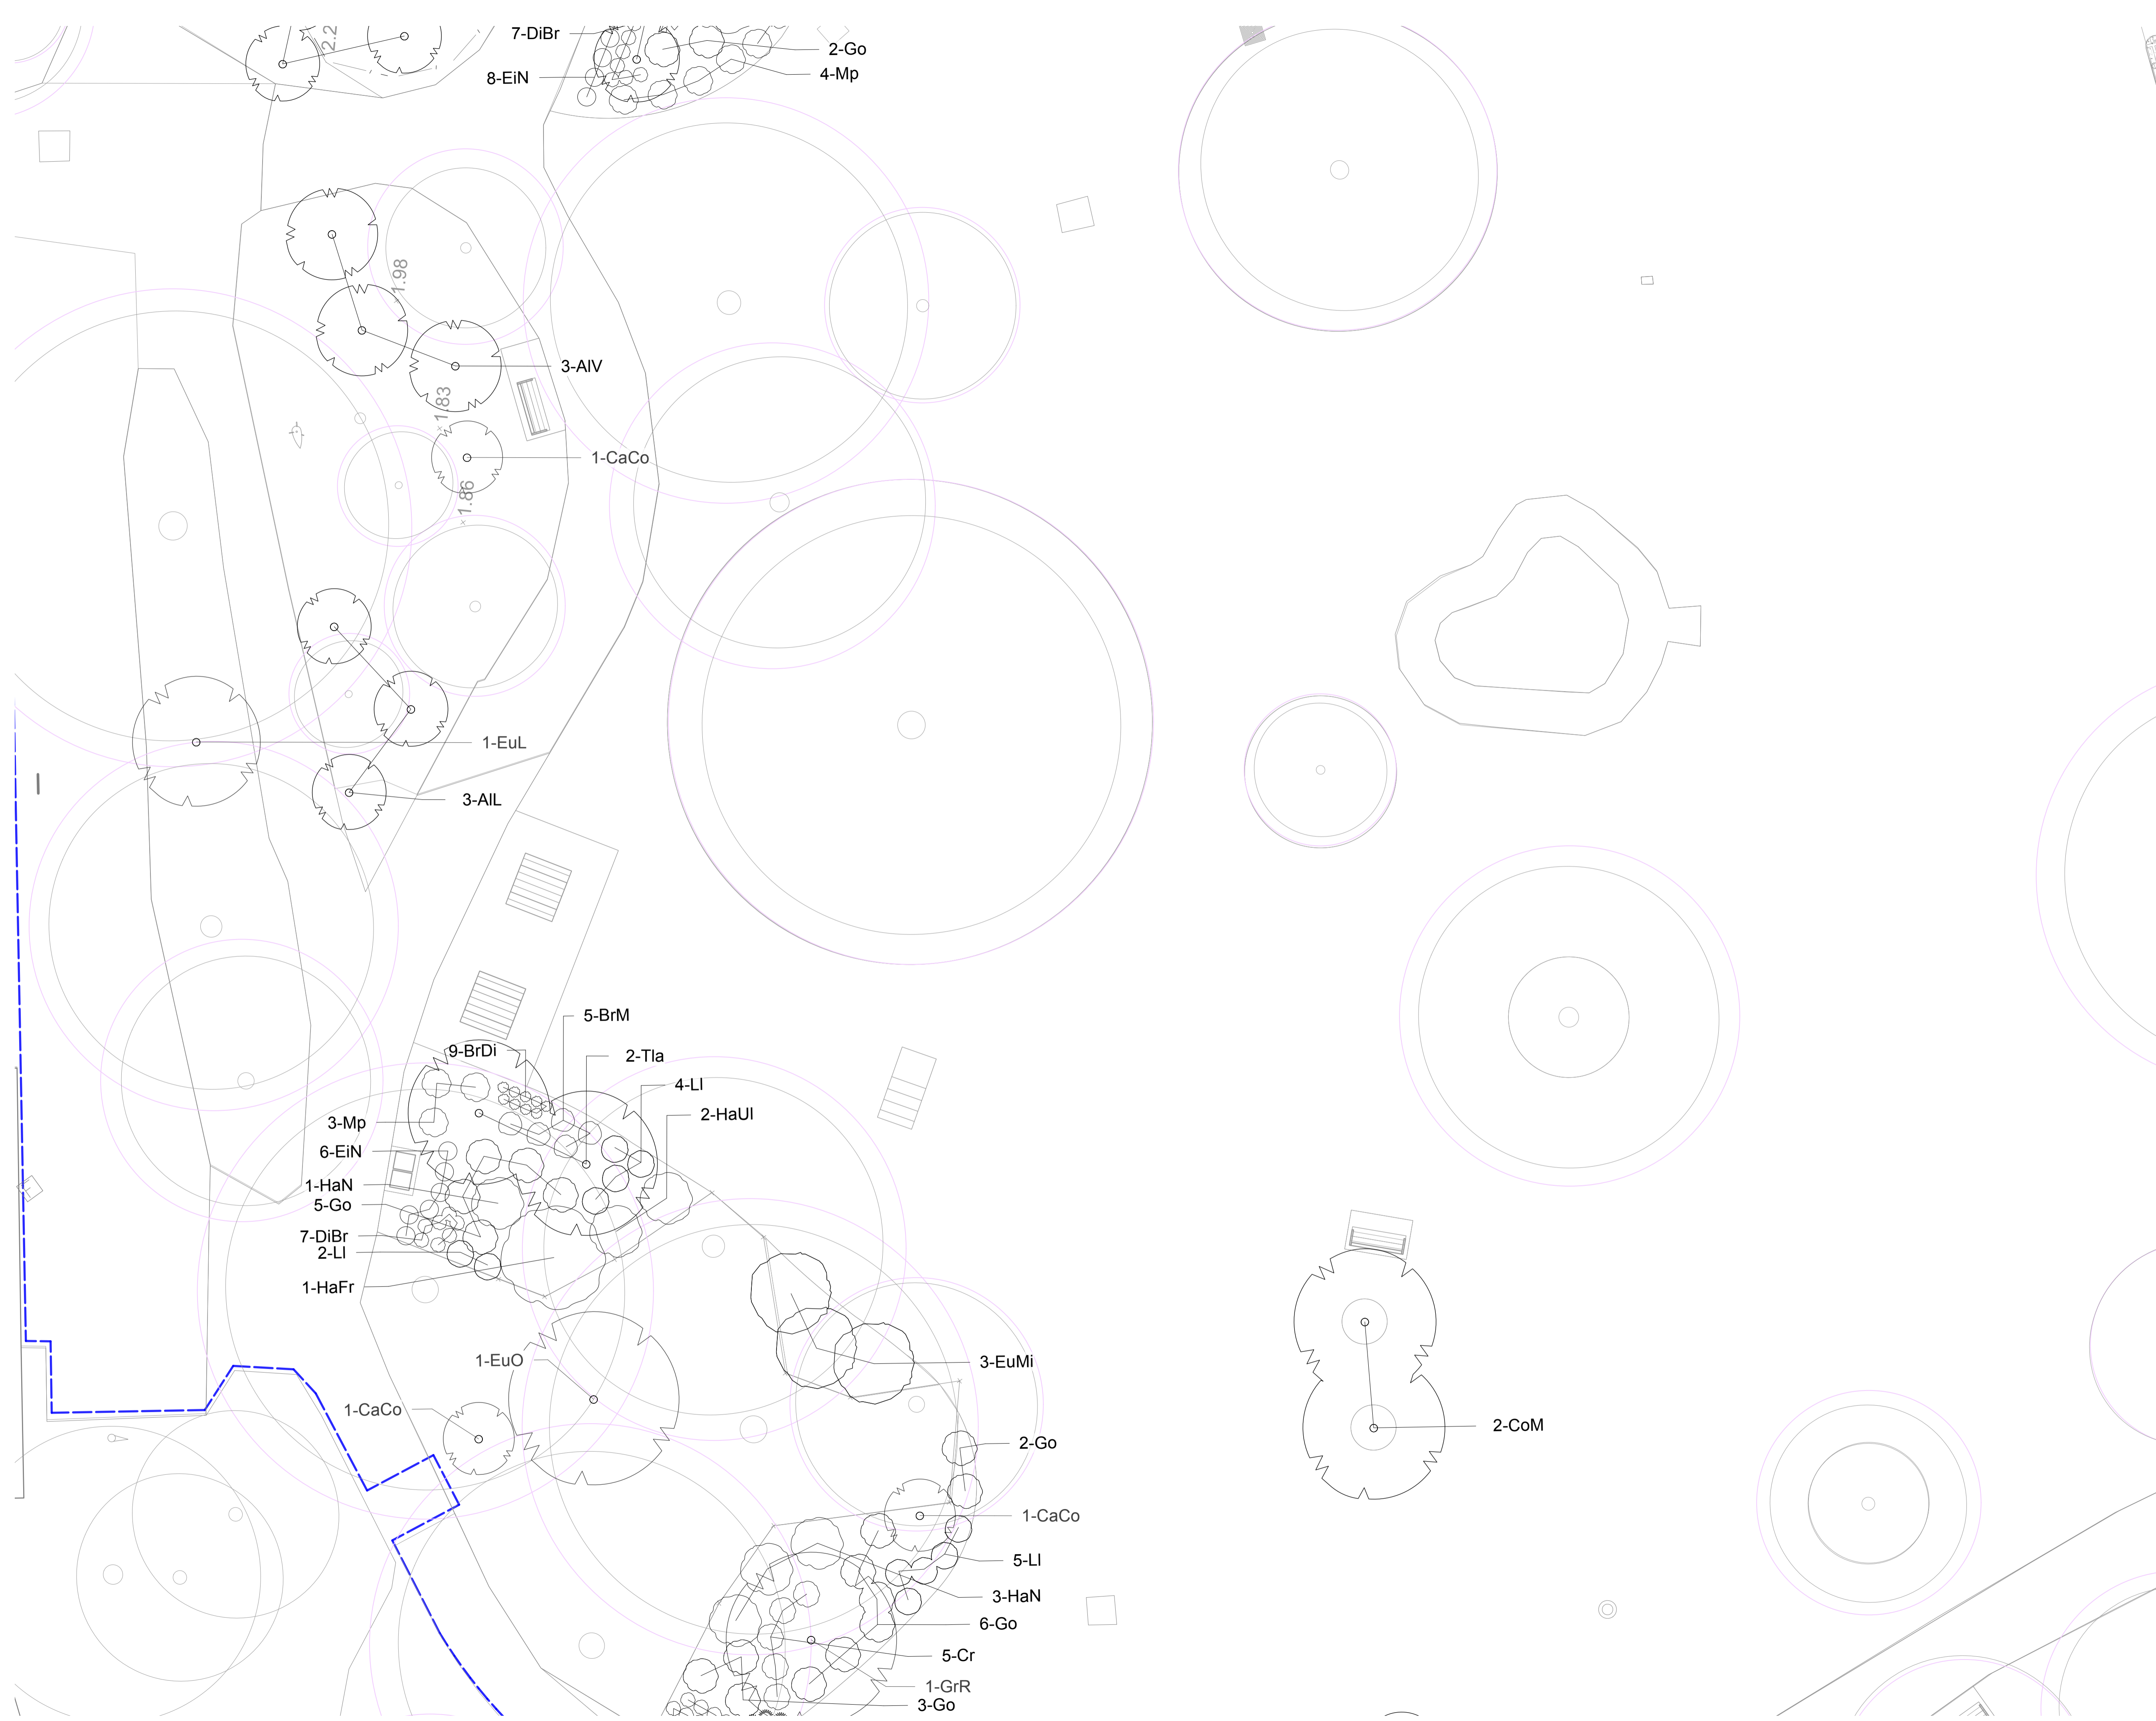 7-DiBr
2.2
2-Go
4-Mp
8-EiN
1.98
3-AlV
1.83
1-CaCo
1.86
1-EuL
3-AlL
5-BrM
9-BrDi
2-Tla
4-Ll
2-HaUl
3-Mp
6-EiN
1-HaN
5-Go
7-DiBr
2-Ll
1-HaFr
1-EuO
3-EuMi
1-CaCo
2-CoM
2-Go
1-CaCo
5-Ll
3-HaN
6-Go
5-Cr
1-GrR
3-Go